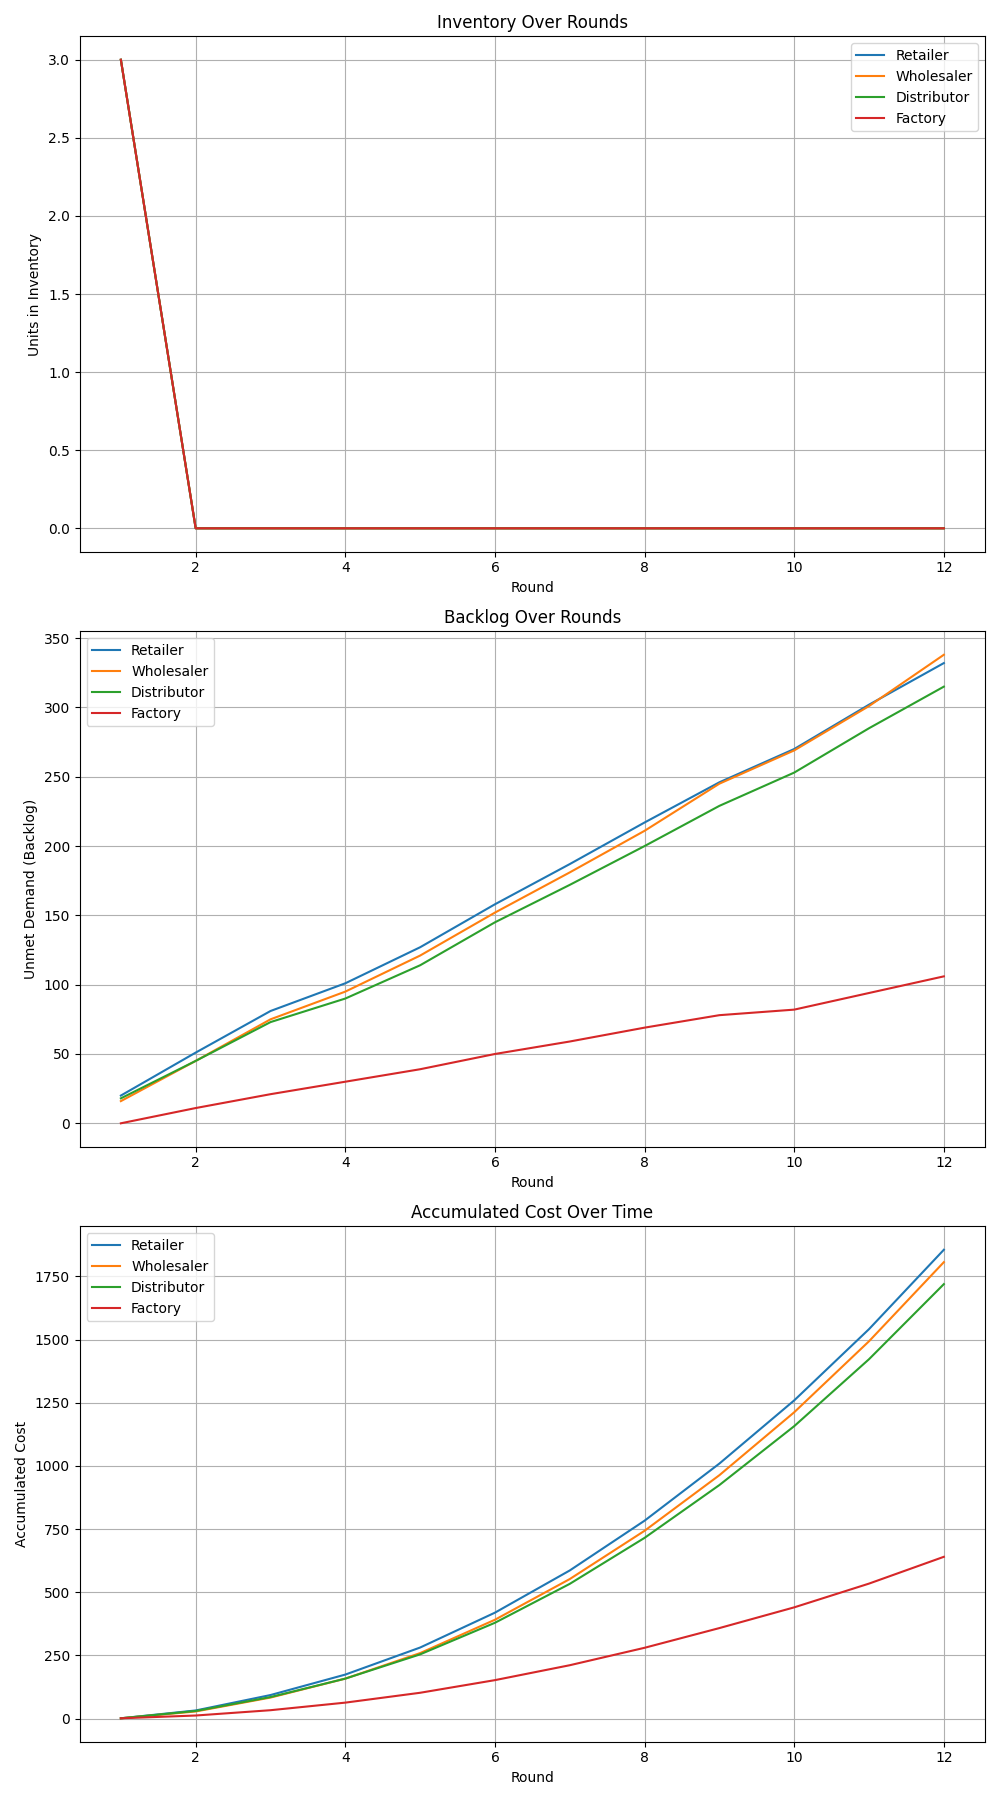 Inventory Over Rounds
Retailer
Wholesaler
Distributor
Factory
3.0
2.5
2.0
1.5
1.0
0.5
0.0
Units in Inventory
2 4 6 8 10 12
Round
Backlog Over Rounds
Retailer
Wholesaler
Distributor
Factory
350
300
250
200
150
100
50
0
Unmet Demand (Backlog)
2 4 6 8 10 12
Round
Accumulated Cost Over Time
Retailer
Wholesaler
Distributor
Factory
1750
1500
1250
1000
750
500
250
0
Accumulated Cost
2 4 6 8 10 12
Round